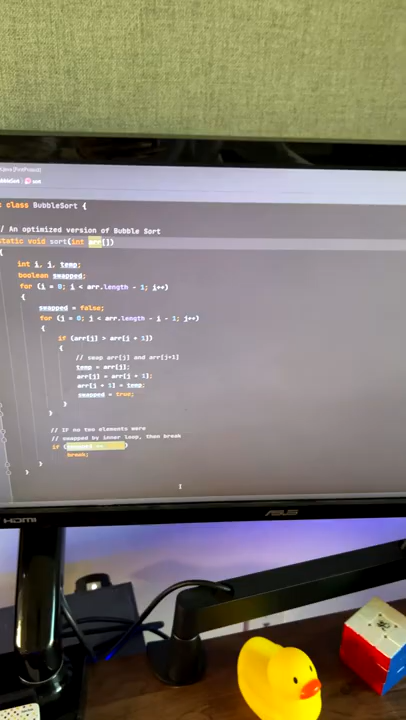 BubbleSort sort
class BubbleSort {
/ An optimized version of Bubble Sort
static void sort(int arr[])
{
int i, j, temp;
boolean swapped;
for (i = 0; i < arr.length - 1; i++)
{
swapped = false;
for (j = 0; j < arr.length - i - 1; j++)
{
if (arr[j] > arr[j + 1])
{
// swap arr[j] and arr[j+1]
temp = arr[j];
arr[j] = arr[j + 1];
arr[j + 1] = temp;
swapped = true;
}
}
// If no two elements were
// swapped by inner loop, then break
if (swapped ==
)
break;
}
}
HDMI
ASUS